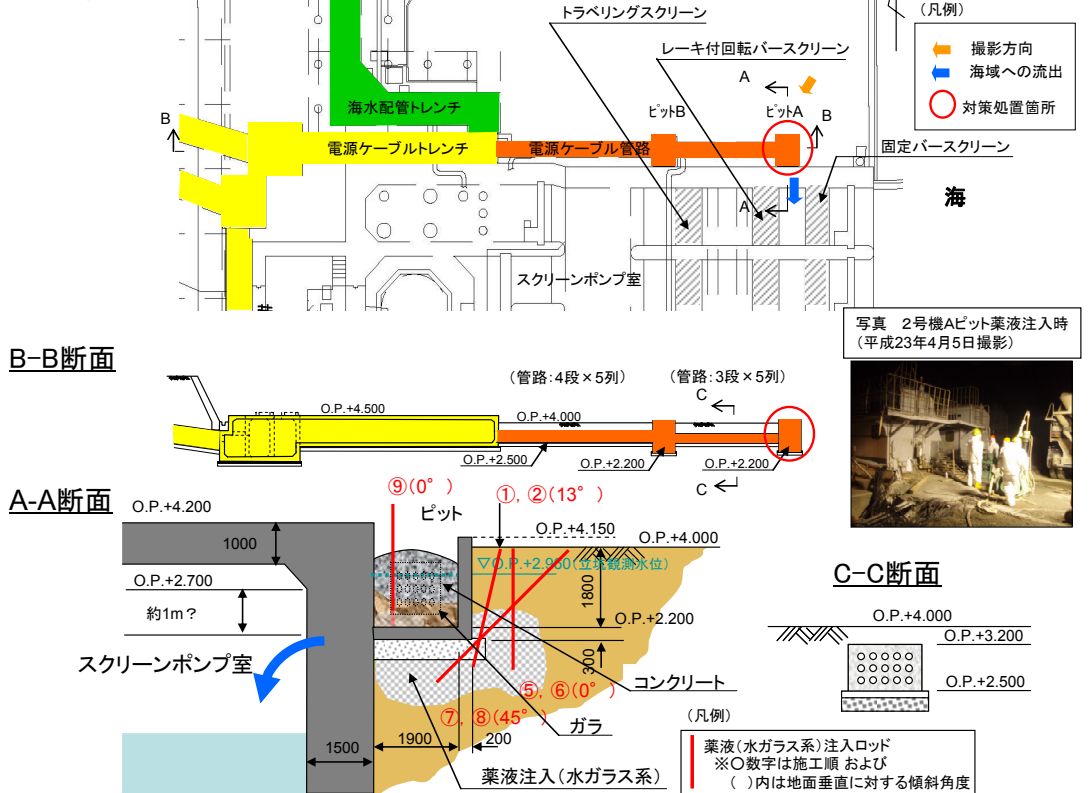 トラベリングスクリーン
レーキ付回転バースクリーン
(凡例)
撮影方向
海域への流出
対策処置箇所
A
ピットB
ピットA
B
B
海水配管トレンチ
電源ケーブルトレンチ
電源ケーブル管路
固定バースクリーン
海
A
スクリーンポンプ室
写真 2号機Aピット薬液注入時
(平成23年4月5日撮影)
B-B断面
(管路:4段×5列)
(管路:3段×5列)
C
O.P.+4.500
O.P.+4.000
O.P.+2.500
O.P.+2.200
O.P.+2.200
C
A-A断面
⑨(0°)
①, ②(13°)
O.P.+4.200
ピット
O.P.+4.150
O.P.+4.000
1000
▽O.P.+2.960(立坑観測水位)
O.P.+2.700
1800
約1m?
O.P.+2.200
300
スクリーンポンプ室
コンクリート
⑤, ⑥(0°)
⑦, ⑧(45°)
ガラ
1500
1900
200
薬液注入(水ガラス系)
C-C断面
O.P.+4.000
O.P.+3.200
O.P.+2.500
(凡例)
薬液(水ガラス系)注入ロッド
※○数字は施工順 および
( )内は地面垂直に対する傾斜角度